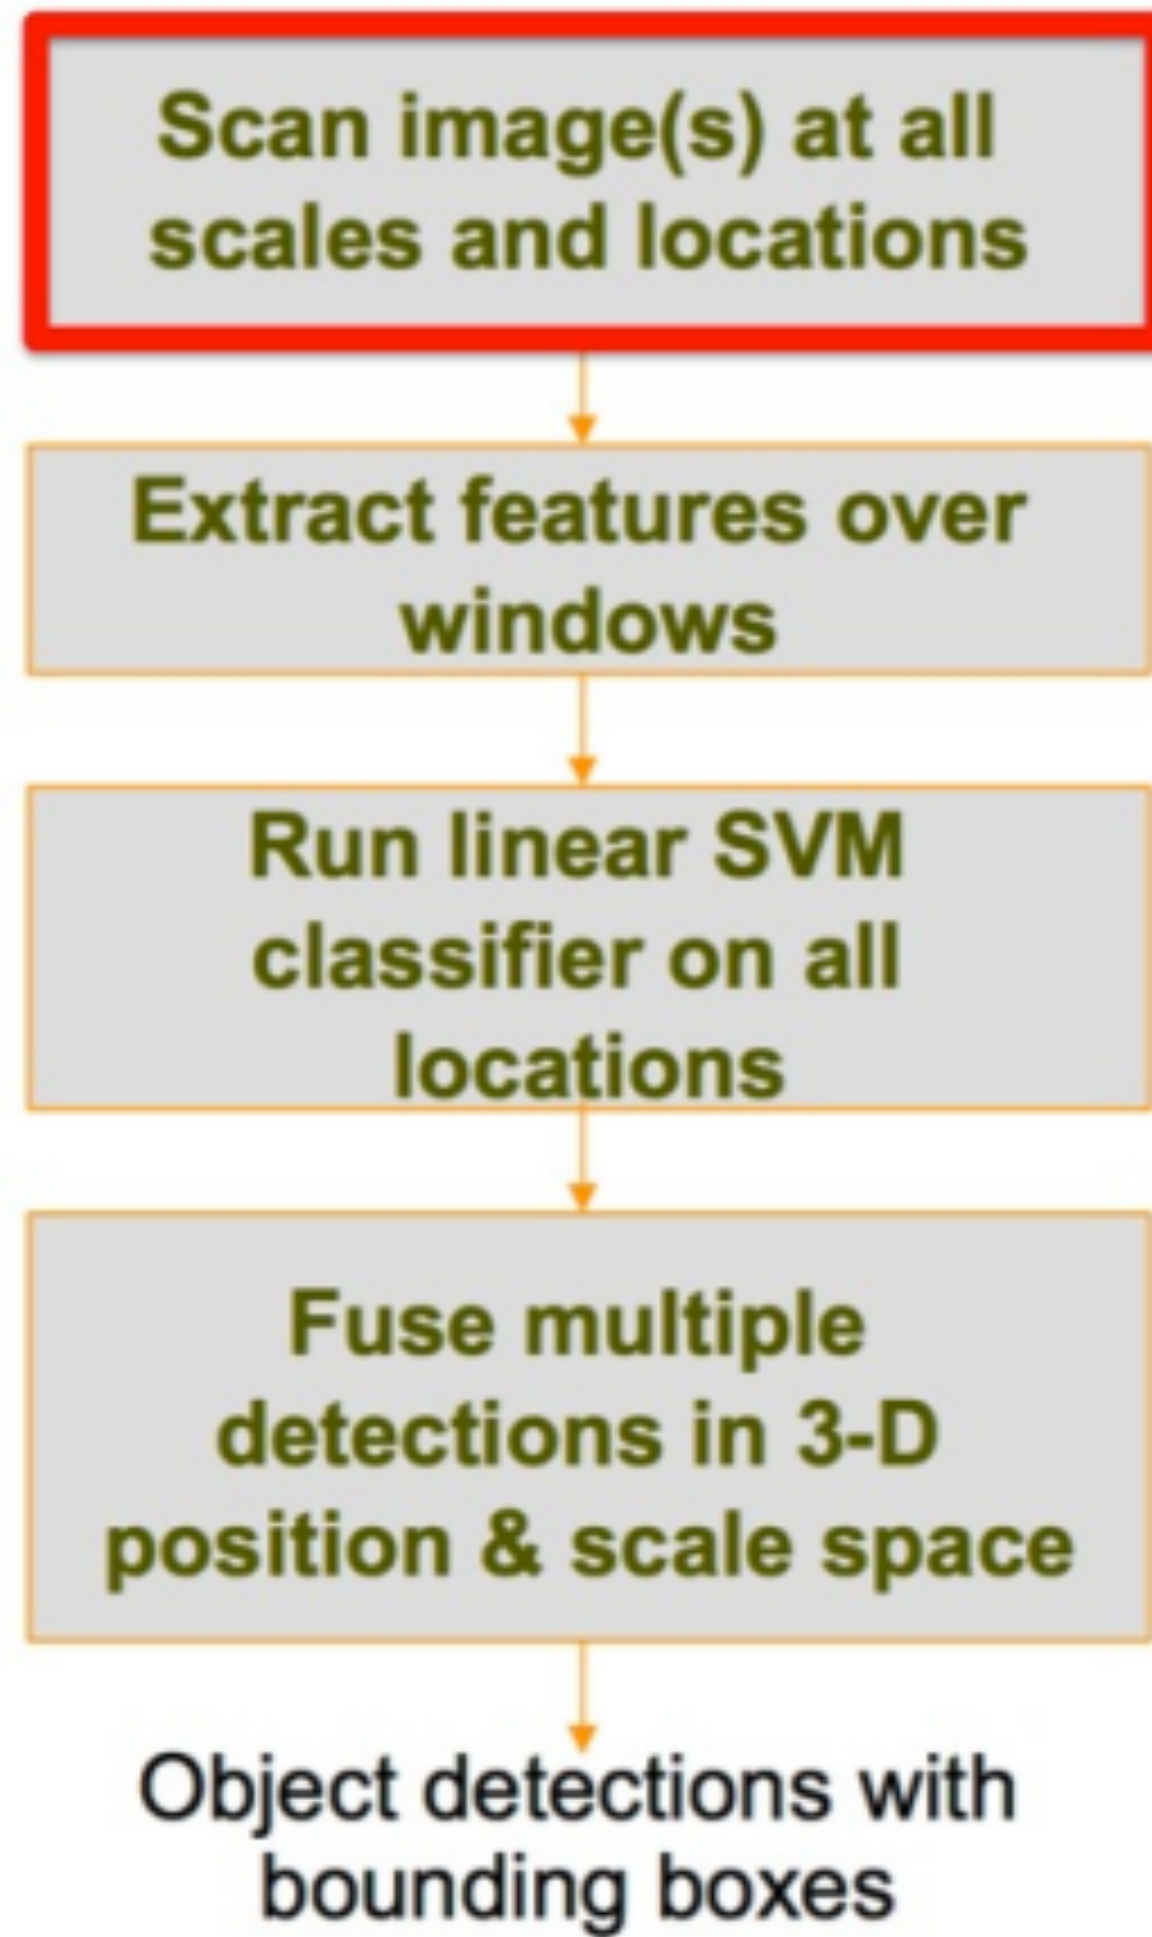 Scan image(s) at all
scales and locations
Extract features over
windows
Run linear SVM
classifier on all
locations
Fuse multiple
detections in 3-D
position & scale space
Object detections with
bounding boxes